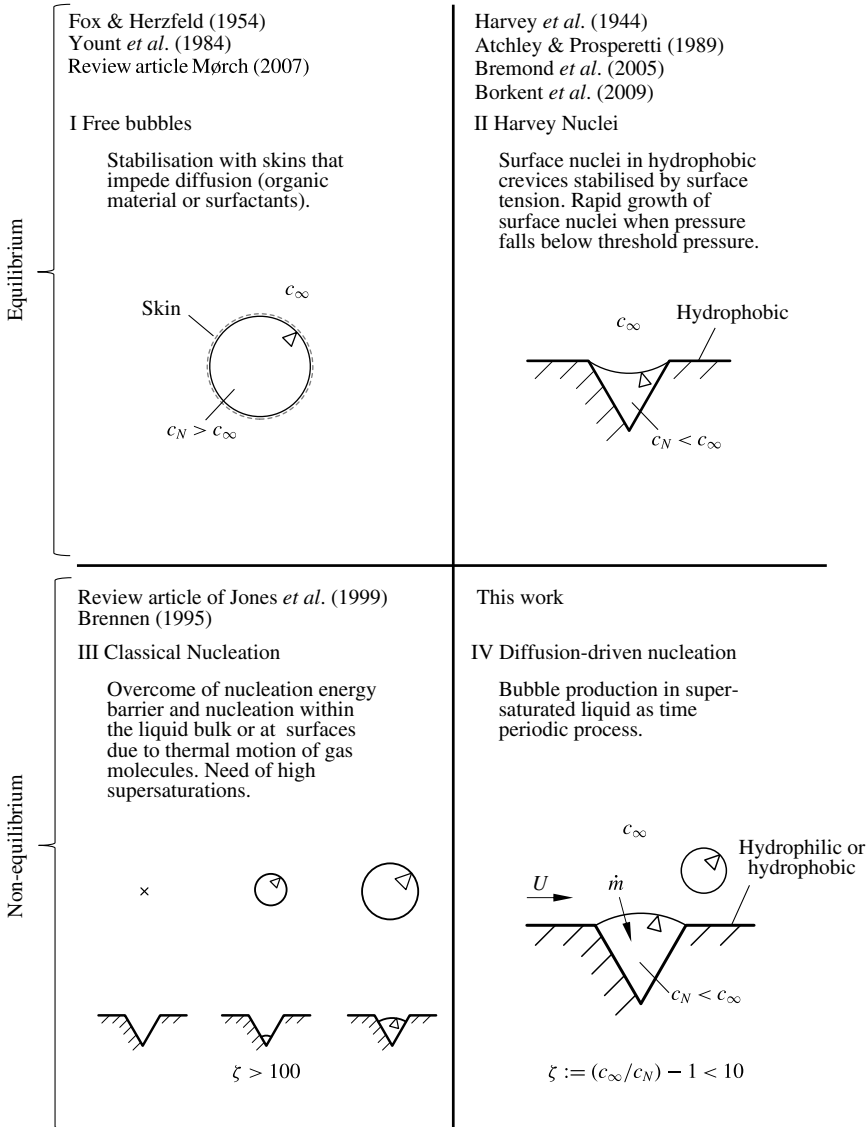 Fox & Herzfeld (1954)
Yount et al. (1984)
Review article Mørch (2007)
I Free bubbles
Stabilisation with skins that
impede diffusion (organic
material or surfactants).
c∞
Skin
cN > c∞
Harvey et al. (1944)
Atchley & Prosperetti (1989)
Bremond et al. (2005)
Borkent et al. (2009)
II Harvey Nuclei
Surface nuclei in hydrophobic
crevices stabilised by surface
tension. Rapid growth of
surface nuclei when pressure
falls below threshold pressure.
c∞
Hydrophobic
cN < c∞
Equilibrium
Review article of Jones et al. (1999)
Brennen (1995)
III Classical Nucleation
Overcome of nucleation energy
barrier and nucleation within
the liquid bulk or at surfaces
due to thermal motion of gas
molecules. Need of high
supersaturations.
ζ > 100
This work
IV Diffusion-driven nucleation
Bubble production in super-
saturated liquid as time
periodic process.
c∞
Hydrophilic or
hydrophobic
U
ṁ
cN < c∞
ζ := (c∞/cN) − 1 < 10
Non-equilibrium